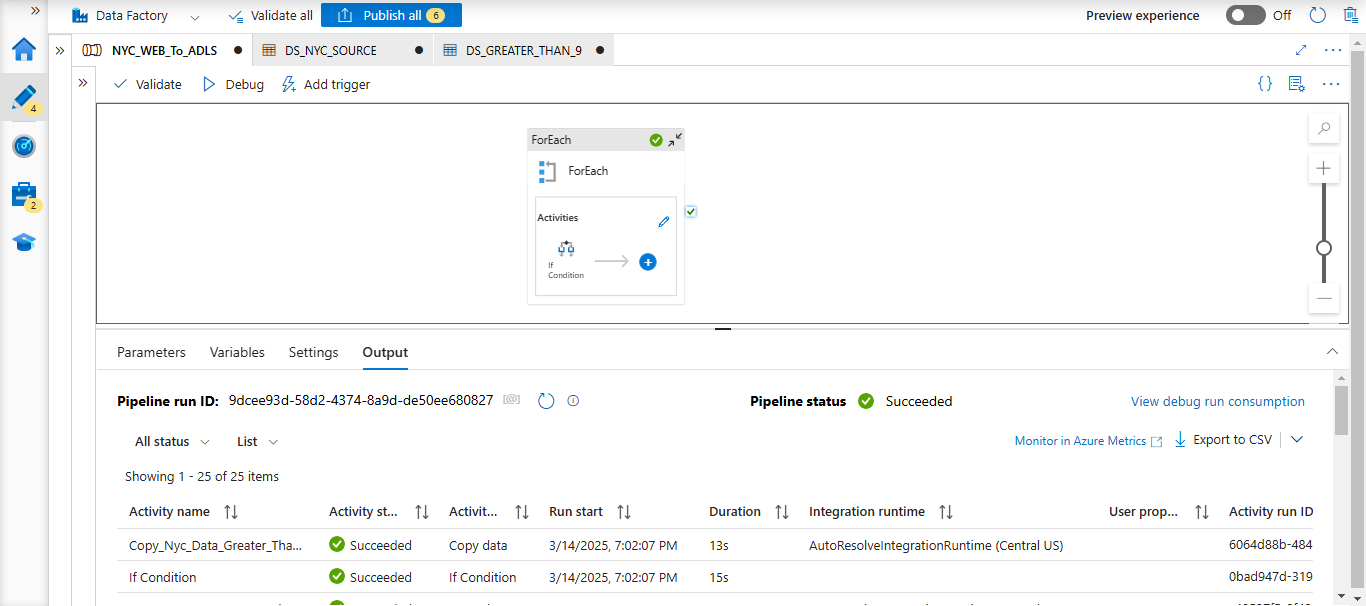 Data Factory
Validate all
Publish all 6
Preview experience Off
NYC_WEB_To_ADLS
DS_NYC_SOURCE
DS_GREATER_THAN_9
4
Validate
Debug
Add trigger
2
ForEach
ForEach
Activities
If
Condition
Parameters
Variables
Settings
Output
Pipeline run ID: 9dcee93d-58d2-4374-8a9d-de50ee680827
Pipeline status Succeeded
View debug run consumption
All status
List
Monitor in Azure Metrics
Export to CSV
Showing 1 - 25 of 25 items
Activity name Activity st... Activit... Run start Duration Integration runtime User prop... Activity run ID
Copy_Nyc_Data_Greater_Tha... Succeeded Copy data 3/14/2025, 7:02:07 PM 13s AutoResolveIntegrationRuntime (Central US) 6064d88b-484
If Condition Succeeded If Condition 3/14/2025, 7:02:07 PM 15s 0bad947d-319